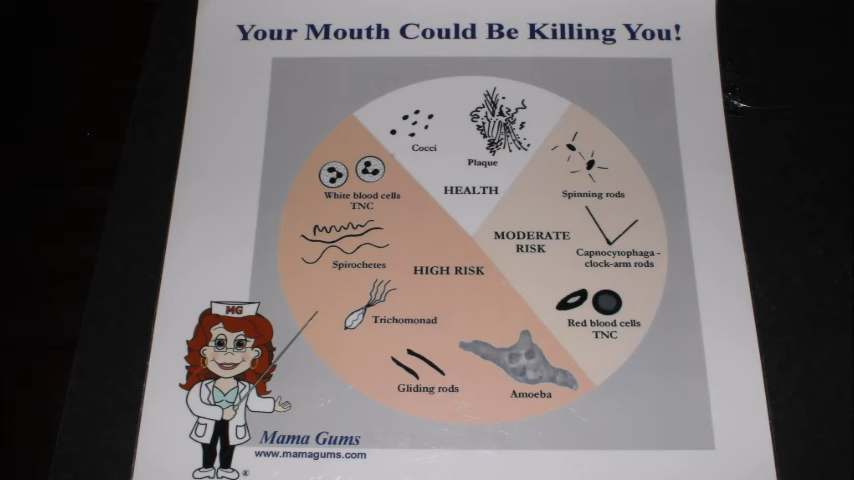 Your Mouth Could Be Killing You!
Cocci
Plaque
HEALTH
White blood cells
TNC
Spirochetes
HIGH RISK
Trichomonad
Gliding rods
Amoeba
Spinning rods
MODERATE
RISK
Capnocytophaga -
clock-arm rods
Red blood cells
TNC
MG
Mama Gums
www.mamagums.com
®